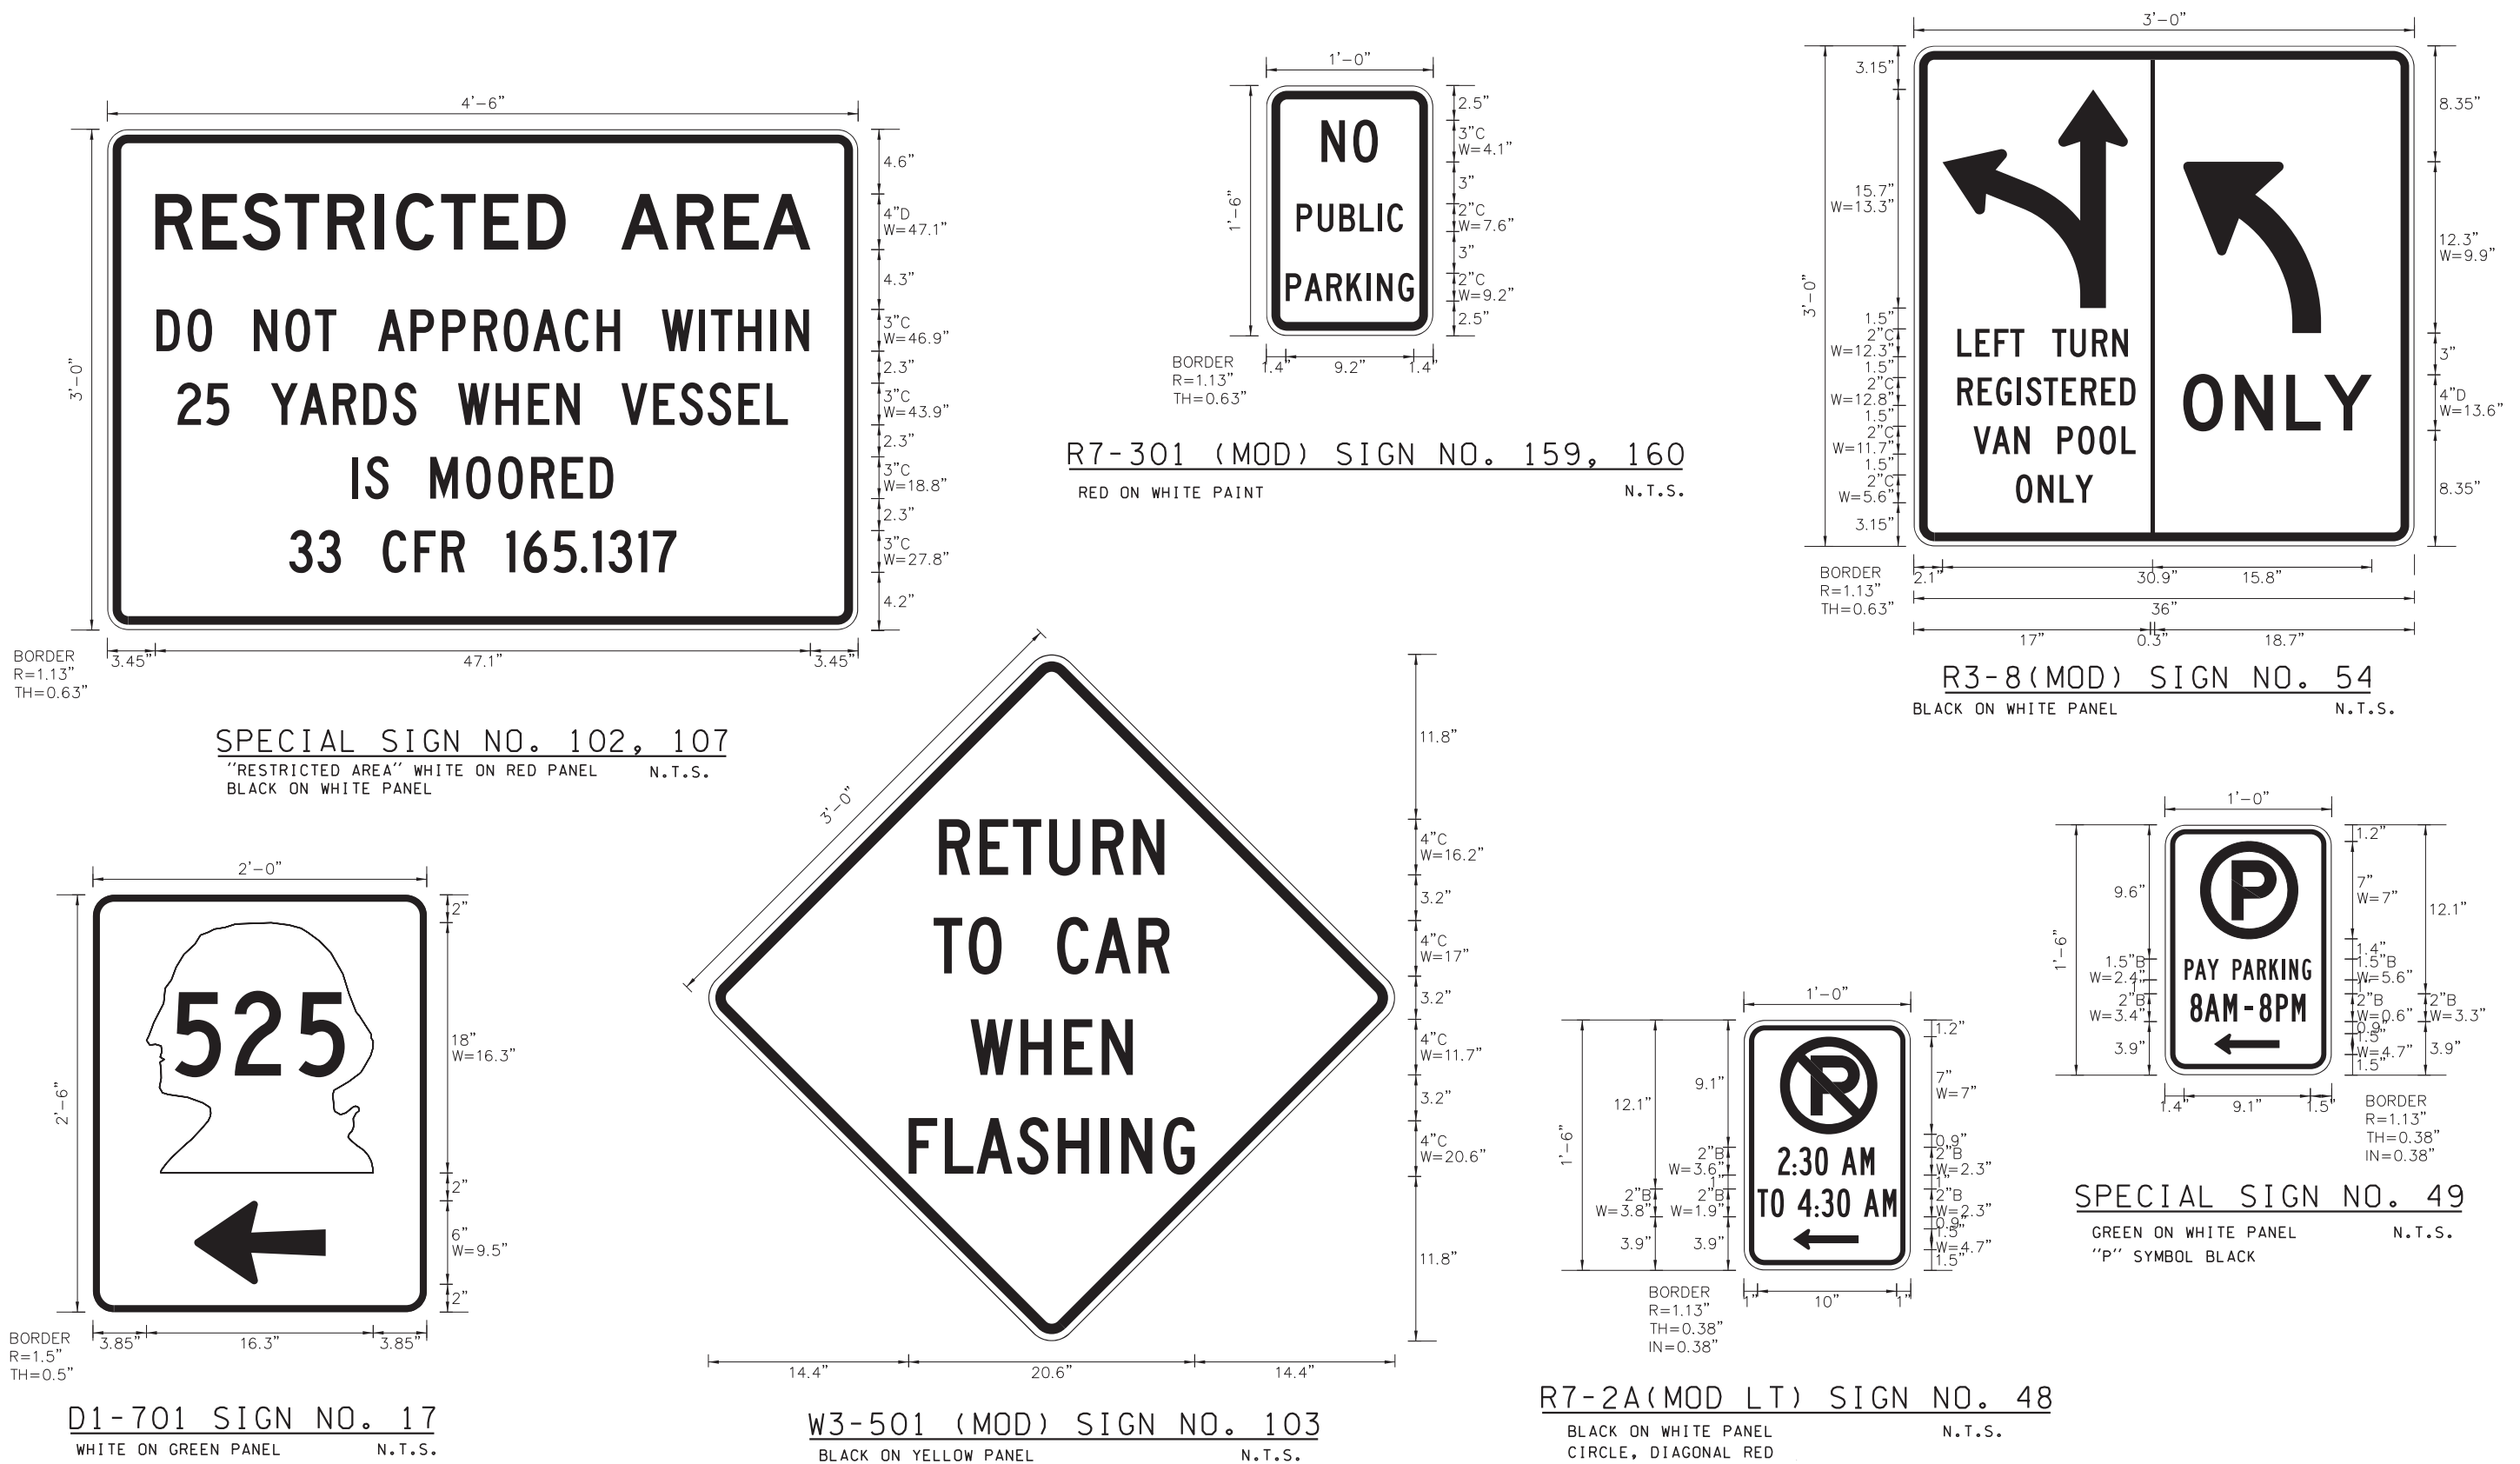 4'-6"
3'-0"
RESTRICTED AREA
DO NOT APPROACH WITHIN
25 YARDS WHEN VESSEL
IS MOORED
33 CFR 165.1317
4.6"
4"D
W=47.1"
4.3"
3"C
W=46.9"
2.3"
3"C
W=43.9"
2.3"
3"C
W=18.8"
2.3"
3"C
W=27.8"
4.2"
3.45" 47.1" 3.45"
BORDER
R=1.13"
TH=0.63"
SPECIAL SIGN NO. 102, 107
"RESTRICTED AREA" WHITE ON RED PANEL N.T.S.
BLACK ON WHITE PANEL
1'-0"
1'-6"
NO
PUBLIC
PARKING
2.5"
3"C
W=4.1"
3"
2"C
W=7.6"
3"
2"C
W=9.2"
2.5"
1.4" 9.2" 1.4"
BORDER
R=1.13"
TH=0.63"
R7-301 (MOD) SIGN NO. 159, 160
RED ON WHITE PAINT N.T.S.
3'-0"
3'-0"
3.15"
15.7"
W=13.3"
1.5"
2"C
W=12.3"
1.5"
2"C
W=12.8"
1.5"
2"C
W=11.7"
1.5"
2"C
W=5.6"
3.15"
LEFT TURN
REGISTERED
VAN POOL
ONLY
ONLY
8.35"
12.3"
W=9.9"
3"
4"D
W=13.6"
8.35"
2.1" 30.9" 15.8"
36"
17" 0.3" 18.7"
BORDER
R=1.13"
TH=0.63"
R3-8(MOD) SIGN NO. 54
BLACK ON WHITE PANEL N.T.S.
2'-0"
2'-6"
525
2"
18"
W=16.3"
2"
6"
W=9.5"
2"
3.85" 16.3" 3.85"
BORDER
R=1.5"
TH=0.5"
D1-701 SIGN NO. 17
WHITE ON GREEN PANEL N.T.S.
3'-0"
RETURN
TO CAR
WHEN
FLASHING
11.8"
4"C
W=16.2"
3.2"
4"C
W=17"
3.2"
4"C
W=11.7"
3.2"
4"C
W=20.6"
11.8"
14.4" 20.6" 14.4"
W3-501 (MOD) SIGN NO. 103
BLACK ON YELLOW PANEL N.T.S.
1'-0"
1'-6"
12.1"
2"B
W=3.8"
3.9"
9.1"
2"B
W=3.6"
1"
2"B
W=1.9"
3.9"
P
2:30 AM
TO 4:30 AM
1.2"
7"
W=7"
0.9"
2"B
W=2.3"
1"
2"B
W=2.3"
0.9"
1.5"
W=4.7"
1.5"
1" 10" 1"
BORDER
R=1.13"
TH=0.38"
IN=0.38"
R7-2A(MOD LT) SIGN NO. 48
BLACK ON WHITE PANEL N.T.S.
CIRCLE, DIAGONAL RED
1'-0"
1'-6"
9.6"
1.5"B
W=2.4"
1"
2"B
W=3.4"
3.9"
P
PAY PARKING
8AM-8PM
1.2"
7"
W=7"
1.4"
1.5"B
W=5.6"
1"
2"B
W=0.6"
0.9"
1.5"
W=4.7"
1.5"
12.1"
2"B
W=3.3"
3.9"
1.4" 9.1" 1.5"
BORDER
R=1.13"
TH=0.38"
IN=0.38"
SPECIAL SIGN NO. 49
GREEN ON WHITE PANEL N.T.S.
"P" SYMBOL BLACK